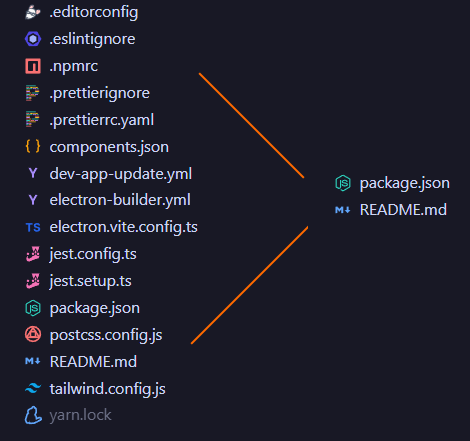 .editorconfig
.eslintignore
.npmrc
.prettierignore
.prettierrc.yaml
components.json
dev-app-update.yml
electron-builder.yml
TS electron.vite.config.ts
jest.config.ts
jest.setup.ts
package.json
postcss.config.js
M↓ README.md
tailwind.config.js
yarn.lock
JS package.json
M↓ README.md